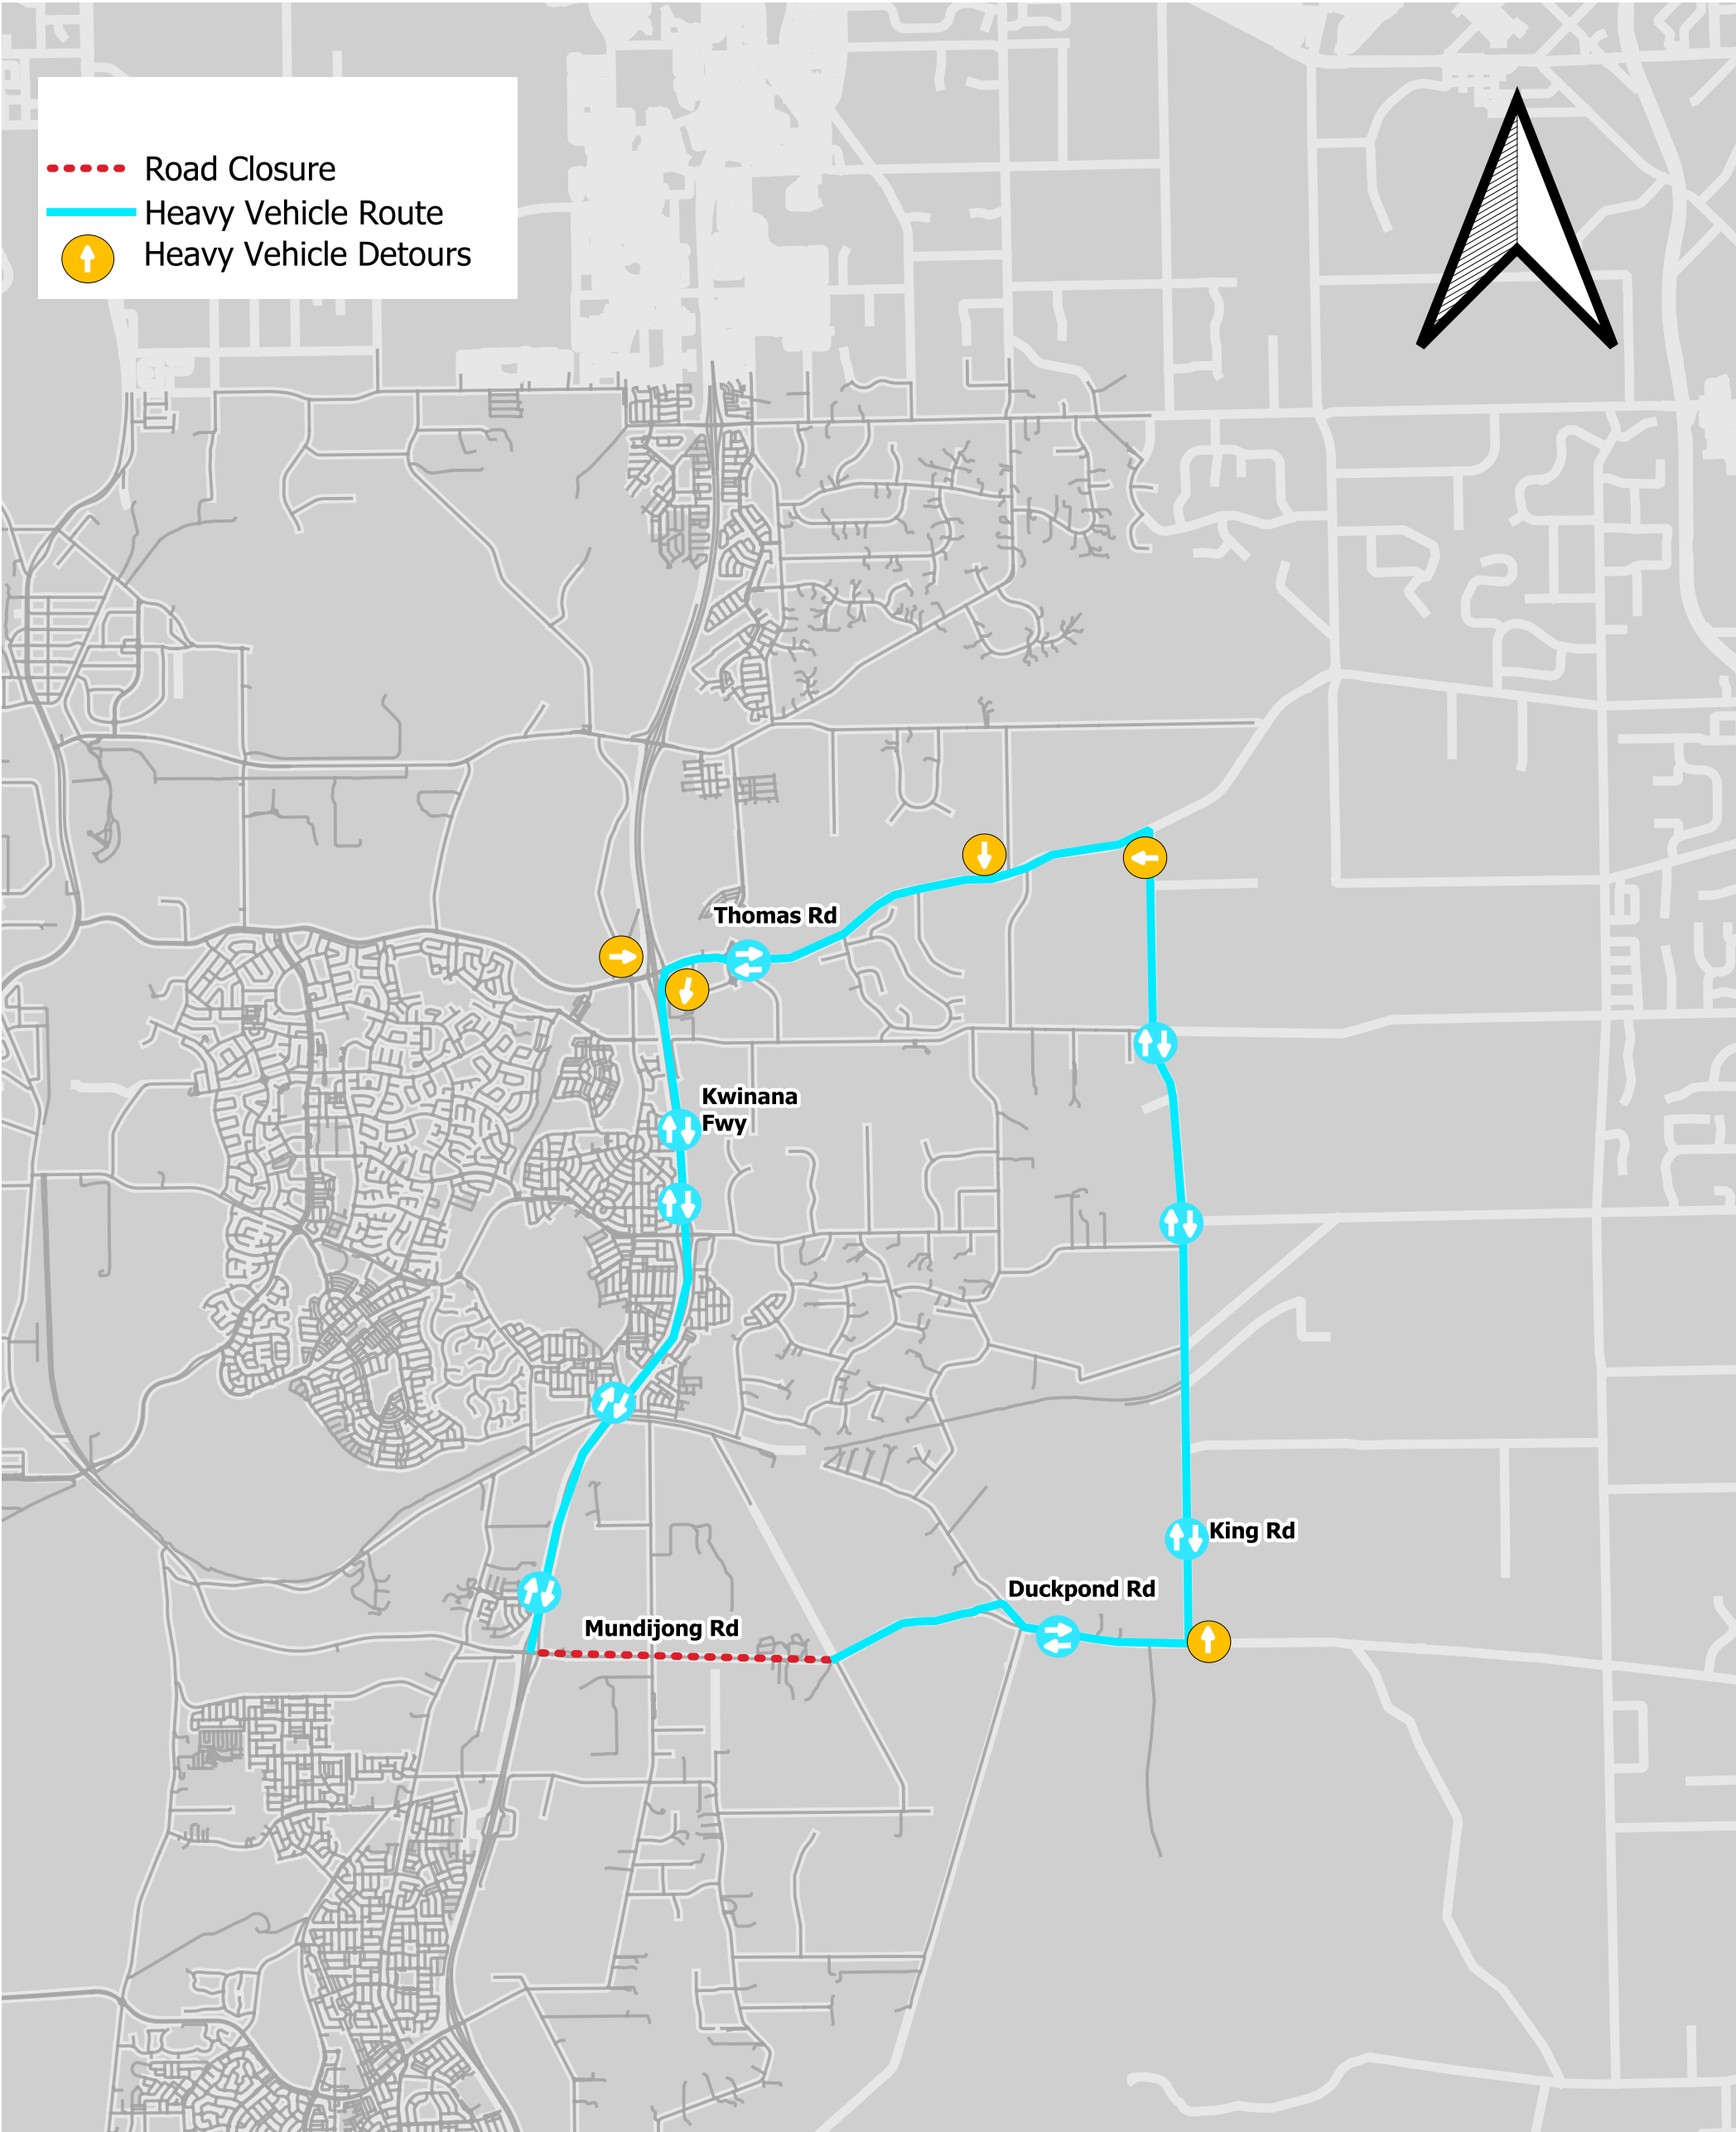 Road Closure
Heavy Vehicle Route
Heavy Vehicle Detours
Thomas Rd
Kwinana
Fwy
King Rd
Duckpond Rd
Mundijong Rd